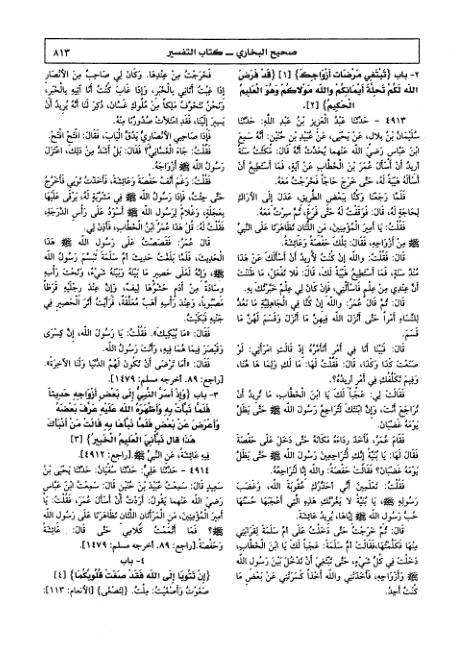 صحيح البخاري ــ كتاب التفسير
٨١٣
٢- باب {تَبْتَغِي مَرْضَاتَ أَزْوَاجِكَ} [١] {قَدْ فَرَضَ
اللَّه لَكُمْ تَحِلَّةَ أَيْمَانِكُمْ وَاللَّه مَوْلَاكُمْ وَهُوَ الْعَلِيمُ
الْحَكِيمُ} [٢].
٤٩١٣ - حَدَّثَنَا عَبْدُ الْعَزِيزِ بْنُ عَبْدِ اللَّهِ: حَدَّثَنَا
سُلَيْمَانُ بْنُ بِلَالٍ، عَنْ يَحْيَى، عَنْ عُبَيْدِ بْنِ حُنَيْنٍ: أَنَّهُ سَمِعَ
ابْنَ عَبَّاسٍ رَضِيَ اللَّه عَنْهما يُحَدِّثُ أَنَّهُ قَالَ: مَكَثْتُ سَنَةً
أُرِيدُ أَنْ أَسْأَلَ عُمَرَ بْنَ الْخَطَّابِ عَنْ آيَةٍ، فَمَا أَسْتَطِيعُ أَنْ
أَسْأَلَهُ هَيْبَةً لَهُ، حَتَّى خَرَجَ حَاجًّا فَخَرَجْتُ مَعَهُ.
فَلَمَّا رَجَعْنَا وَكُنَّا بِبَعْضِ الطَّرِيقِ، عَدَلَ إِلَى الْأَرَاكِ
لِحَاجَةٍ لَهُ، قَالَ: فَوَقَفْتُ لَهُ حَتَّى فَرَغَ، ثُمَّ سِرْتُ مَعَهُ.
فَقُلْتُ: يَا أَمِيرَ الْمُؤْمِنِينَ، مَنِ اللَّتَانِ تَظَاهَرَتَا عَلَى النَّبِيِّ
ﷺ مِنْ أَزْوَاجِهِ، فَقَالَ: تِلْكَ حَفْصَةُ وَعَائِشَةُ.
قَالَ: فَقُلْتُ: وَاللَّهِ إِنْ كُنْتُ لَأُرِيدُ أَنْ أَسْأَلَكَ عَنْ هَذَا
مُنْذُ سَنَةٍ، فَمَا أَسْتَطِيعُ هَيْبَةً لَكَ، قَالَ: فَلَا تَفْعَلْ، مَا ظَنَنْتَ
أَنَّ عِنْدِي مِنْ عِلْمٍ فَاسْأَلْنِي، فَإِنْ كَانَ لِي عِلْمٌ خَبَّرْتُكَ بِهِ.
قَالَ: ثُمَّ قَالَ عُمَرُ: وَاللَّهِ إِنْ كُنَّا فِي الْجَاهِلِيَّةِ مَا نَعُدُّ
لِلنِّسَاءِ أَمْراً حَتَّى أَنْزَلَ اللَّه فِيهِنَّ مَا أَنْزَلَ وَقَسَمَ لَهُنَّ مَا
قَسَمَ.
قَالَ: فَبَيْنَا أَنَا فِي أَمْرٍ أَتَأَمَّرُهُ إِذْ قَالَتِ امْرَأَتِي: لَوْ
صَنَعْتَ كَذَا وَكَذَا، قَالَ: فَقُلْتُ لَهَا: مَا لَكِ وَلِمَا هَا هُنَا،
وَفِيمَ تَكَلُّفُكِ فِي أَمْرٍ أُرِيدُهُ؟
فَقَالَتْ لِي: عَجَباً لَكَ يَا ابْنَ الْخَطَّابِ، مَا تُرِيدُ أَنْ
تُرَاجَعَ أَنْتَ، وَإِنَّ ابْنَتَكَ لَتُرَاجِعُ رَسُولَ اللَّهِ ﷺ حَتَّى يَظَلَّ
يَوْمَهُ غَضْبَانَ.
فَقَامَ عُمَرُ، فَأَخَذَ رِدَاءَهُ مَكَانَهُ حَتَّى دَخَلَ عَلَى حَفْصَةَ
فَقَالَ لَهَا: يَا بُنَيَّةُ إِنَّكِ لَتُرَاجِعِينَ رَسُولَ اللَّهِ ﷺ حَتَّى يَظَلَّ
يَوْمَهُ غَضْبَانَ؟ فَقَالَتْ حَفْصَةُ: وَاللَّهِ إِنَّا لَنُرَاجِعُهُ.
فَقُلْتُ: تَعْلَمِينَ أَنِّي أُحَذِّرُكِ عُقُوبَةَ اللَّهِ، وَغَضَبَ
رَسُولِهِ ﷺ، يَا بُنَيَّةُ لَا يَغُرَّنَّكِ هَذِهِ الَّتِي أَعْجَبَهَا حُسْنُهَا
حُبُّ رَسُولِ اللَّهِ ﷺ إِيَّاهَا، يُرِيدُ عَائِشَةَ.
قَالَ: ثُمَّ خَرَجْتُ حَتَّى دَخَلْتُ عَلَى أُمِّ سَلَمَةَ لِقَرَابَتِي
مِنْهَا فَكَلَّمْتُهَا، فَقَالَتْ أُمُّ سَلَمَةَ: عَجَباً لَكَ يَا ابْنَ الْخَطَّابِ،
دَخَلْتَ فِي كُلِّ شَيْءٍ، حَتَّى تَبْتَغِيَ أَنْ تَدْخُلَ بَيْنَ رَسُولِ اللَّهِ
ﷺ وَأَزْوَاجِهِ، فَأَخَذَتْنِي وَاللَّهِ أَخْذاً كَسَرَتْنِي عَنْ بَعْضِ مَا
كُنْتُ أَجِدُ.
فَخَرَجْتُ مِنْ عِنْدِهَا. وَكَانَ لِي صَاحِبٌ مِنَ الْأَنْصَارِ
إِذَا غِبْتُ أَتَانِي بِالْخَبَرِ، وَإِذَا غَابَ كُنْتُ أَنَا آتِيهِ بِالْخَبَرِ،
وَنَحْنُ نَتَخَوَّفُ مَلِكاً مِنْ مُلُوكِ غَسَّانَ، ذُكِرَ لَنَا أَنَّهُ يُرِيدُ أَنْ
يَسِيرَ إِلَيْنَا، فَقَدِ امْتَلَأَتْ صُدُورُنَا مِنْهُ.
فَإِذَا صَاحِبِي الْأَنْصَارِيُّ يَدُقُّ الْبَابَ، فَقَالَ: افْتَحِ افْتَحْ.
فَقُلْتُ: جَاءَ الْغَسَّانِيُّ؟ فَقَالَ: بَلْ أَشَدُّ مِنْ ذَلِكَ، اعْتَزَلَ
رَسُولُ اللَّهِ ﷺ أَزْوَاجَهُ.
فَقُلْتُ: رَغَمَ أَنْفُ حَفْصَةَ وَعَائِشَةَ، فَأَخَذْتُ ثَوْبِيَ فَأَخْرُجُ
حَتَّى جِئْتُ، فَإِذَا رَسُولُ اللَّهِ ﷺ فِي مَشْرُبَةٍ لَهُ، يَرْقَى عَلَيْهَا
بِعَجَلَةٍ، وَغُلَامٌ لِرَسُولِ اللَّهِ ﷺ أَسْوَدُ عَلَى رَأْسِ الدَّرَجَةِ،
فَقُلْتُ لَهُ: قُلْ هَذَا عُمَرُ بْنُ الْخَطَّابِ، فَأَذِنَ لِي.
قَالَ عُمَرُ: فَقَصَصْتُ عَلَى رَسُولِ اللَّهِ ﷺ هَذَا
الْحَدِيثَ، فَلَمَّا بَلَغْتُ حَدِيثَ أُمِّ سَلَمَةَ تَبَسَّمَ رَسُولُ اللَّهِ
ﷺ، وَإِنَّهُ لَعَلَى حَصِيرٍ مَا بَيْنَهُ وَبَيْنَهُ شَيْءٌ، وَتَحْتَ رَأْسِهِ
وِسَادَةٌ مِنْ أَدَمٍ حَشْوُهَا لِيفٌ، وَإِنَّ عِنْدَ رِجْلَيْهِ قَرَظاً
مَصْبُوباً، وَعِنْدَ رَأْسِهِ أَهَبٌ مُعَلَّقَةٌ، فَرَأَيْتُ أَثَرَ الْحَصِيرِ فِي
جَنْبِهِ فَبَكَيْتُ.
فَقَالَ: «مَا يُبْكِيكَ». فَقُلْتُ: يَا رَسُولَ اللَّهِ، إِنَّ كِسْرَى
وَقَيْصَرَ فِيمَا هُمَا فِيهِ، وَأَنْتَ رَسُولُ اللَّهِ.
فَقَالَ: «أَمَا تَرْضَى أَنْ تَكُونَ لَهُمُ الدُّنْيَا وَلَنَا الآخِرَةُ».
[راجع: ٨٩. أخرجه مسلم: ١٤٧٩].
٣- باب {وَإِذْ أَسَرَّ النَّبِيُّ إِلَى بَعْضِ أَزْوَاجِهِ حَدِيثاً
فَلَمَّا نَبَّأَتْ بِهِ وَأَظْهَرَهُ اللَّه عَلَيْهِ عَرَّفَ بَعْضَهُ
وَأَعْرَضَ عَنْ بَعْضٍ فَلَمَّا نَبَّأَهَا بِهِ قَالَتْ مَنْ أَنْبَأَكَ
هَذَا قَالَ نَبَّأَنِيَ الْعَلِيمُ الْخَبِيرُ} [٣]
فِيهِ عَائِشَةُ، عَنِ النَّبِيِّ ﷺ. [راجع: ٤٩١٢].
٤٩١٤ - حَدَّثَنَا عَلِيٌّ: حَدَّثَنَا سُفْيَانُ: حَدَّثَنَا يَحْيَى بْنُ
سَعِيدٍ قَالَ: سَمِعْتُ عُبَيْدَ بْنَ حُنَيْنٍ قَالَ: سَمِعْتُ ابْنَ عَبَّاسٍ
رَضِيَ اللَّه عَنْهما يَقُولُ: أَرَدْتُ أَنْ أَسْأَلَ عُمَرَ، فَقُلْتُ: يَا
أَمِيرَ الْمُؤْمِنِينَ، مَنِ الْمَرْأَتَانِ اللَّتَانِ تَظَاهَرَتَا عَلَى رَسُولِ اللَّهِ
ﷺ؟ فَمَا أَتْمَمْتُ كَلَامِي حَتَّى قَالَ: عَائِشَةُ
وَحَفْصَةُ. [راجع: ٨٩. أخرجه مسلم: ١٤٧٩].
٤- باب
{إِنْ تَتُوبَا إِلَى اللَّه فَقَدْ صَغَتْ قُلُوبُكُمَا} [٤]
صَغَوْتُ وَأَصْغَيْتُ: مِلْتُ. {لِتَصْغَى} [الأنعام: ١١٣]: